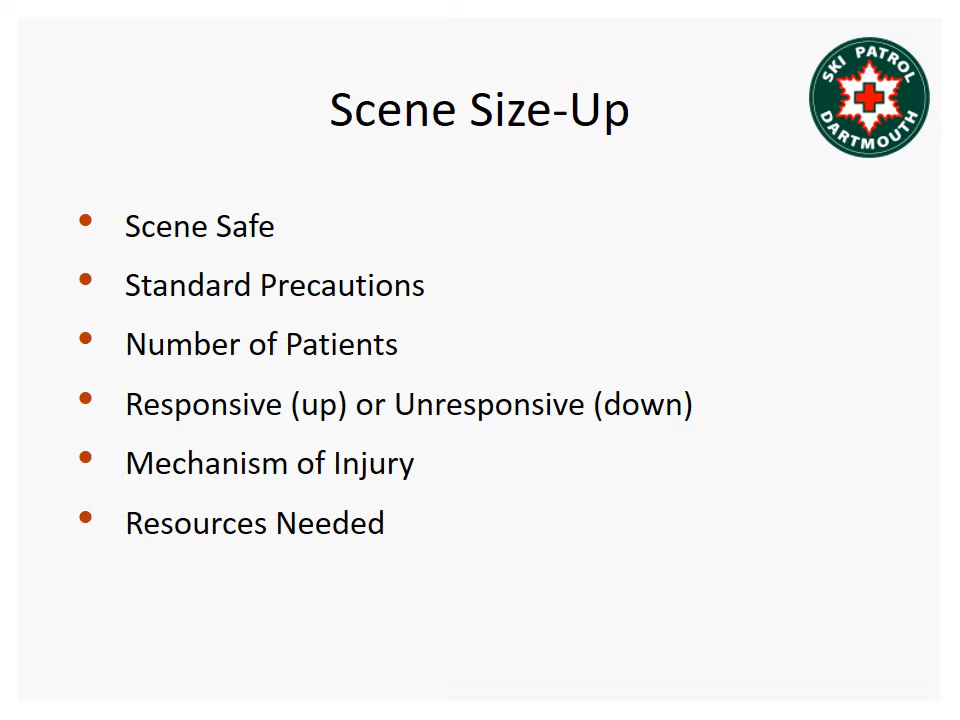 Scene Size-Up
SKI PATROL
DARTMOUTH
• Scene Safe
• Standard Precautions
• Number of Patients
• Responsive (up) or Unresponsive (down)
• Mechanism of Injury
• Resources Needed